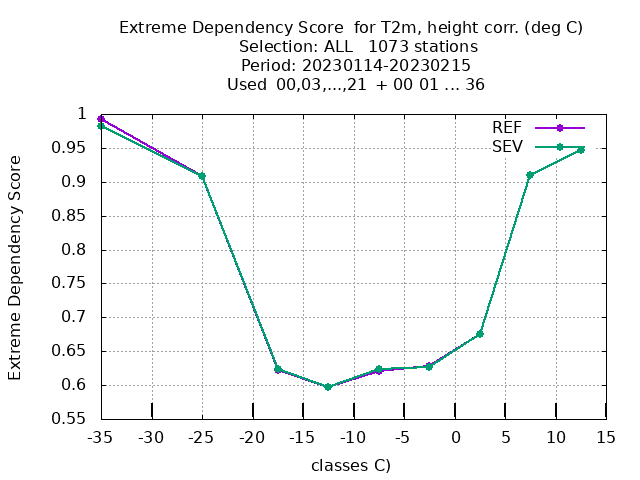 Extreme Dependency Score  for T2m, height corr. (deg C)
Selection: ALL   1073 stations
Period: 20230114-20230215
Used  00,03,...,21  + 00 01 ... 36
Extreme Dependency Score
REF
SEV
1
0.95
0.9
0.85
0.8
0.75
0.7
0.65
0.6
0.55
-35 -30 -25 -20 -15 -10 -5 0 5 10 15
classes C)